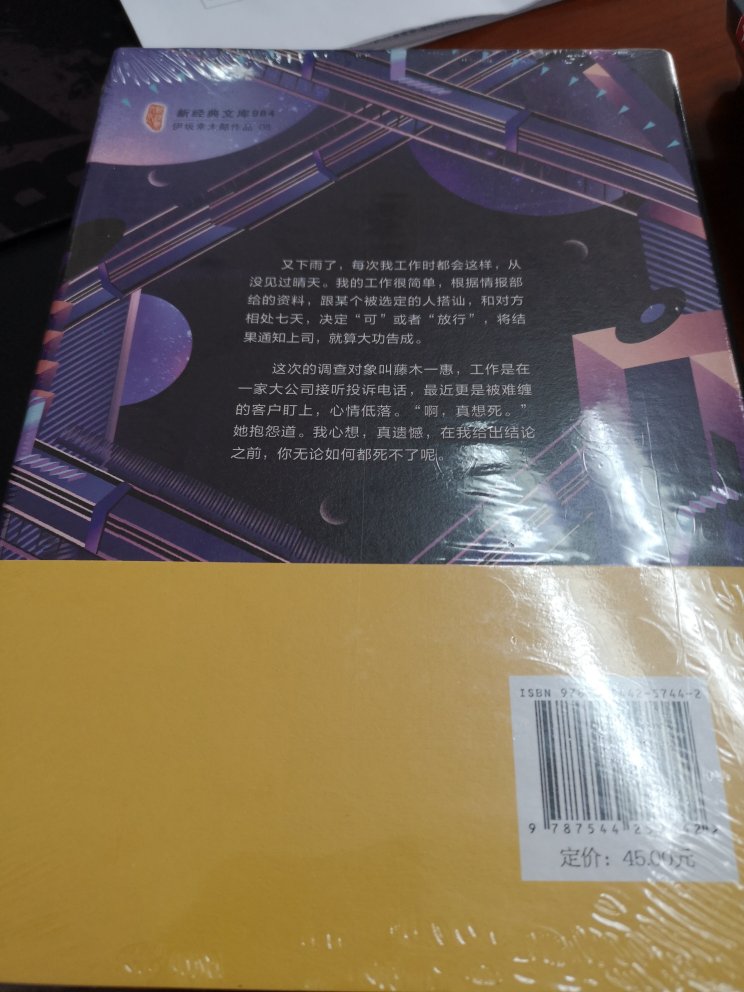 新经典文库984
伊坂幸太郎作品 08
又下雨了，每次我工作时都会这样，从
没见过晴天。我的工作很简单，根据情报部
给的资料，跟某个被选定的人搭讪，和对方
相处七天，决定“可”或者“放行”，将结
果通知上司，就算大功告成。
这次的调查对象叫藤木一惠，工作是在
一家大公司接听投诉电话，最近更是被难缠
的客户盯上，心情低落。“啊，真想死。”
她抱怨道。我心想，真遗憾，在我给出结论
之前，你无论如何都死不了呢。
ISBN 442-5744-2
9 787544
定价：45.00元